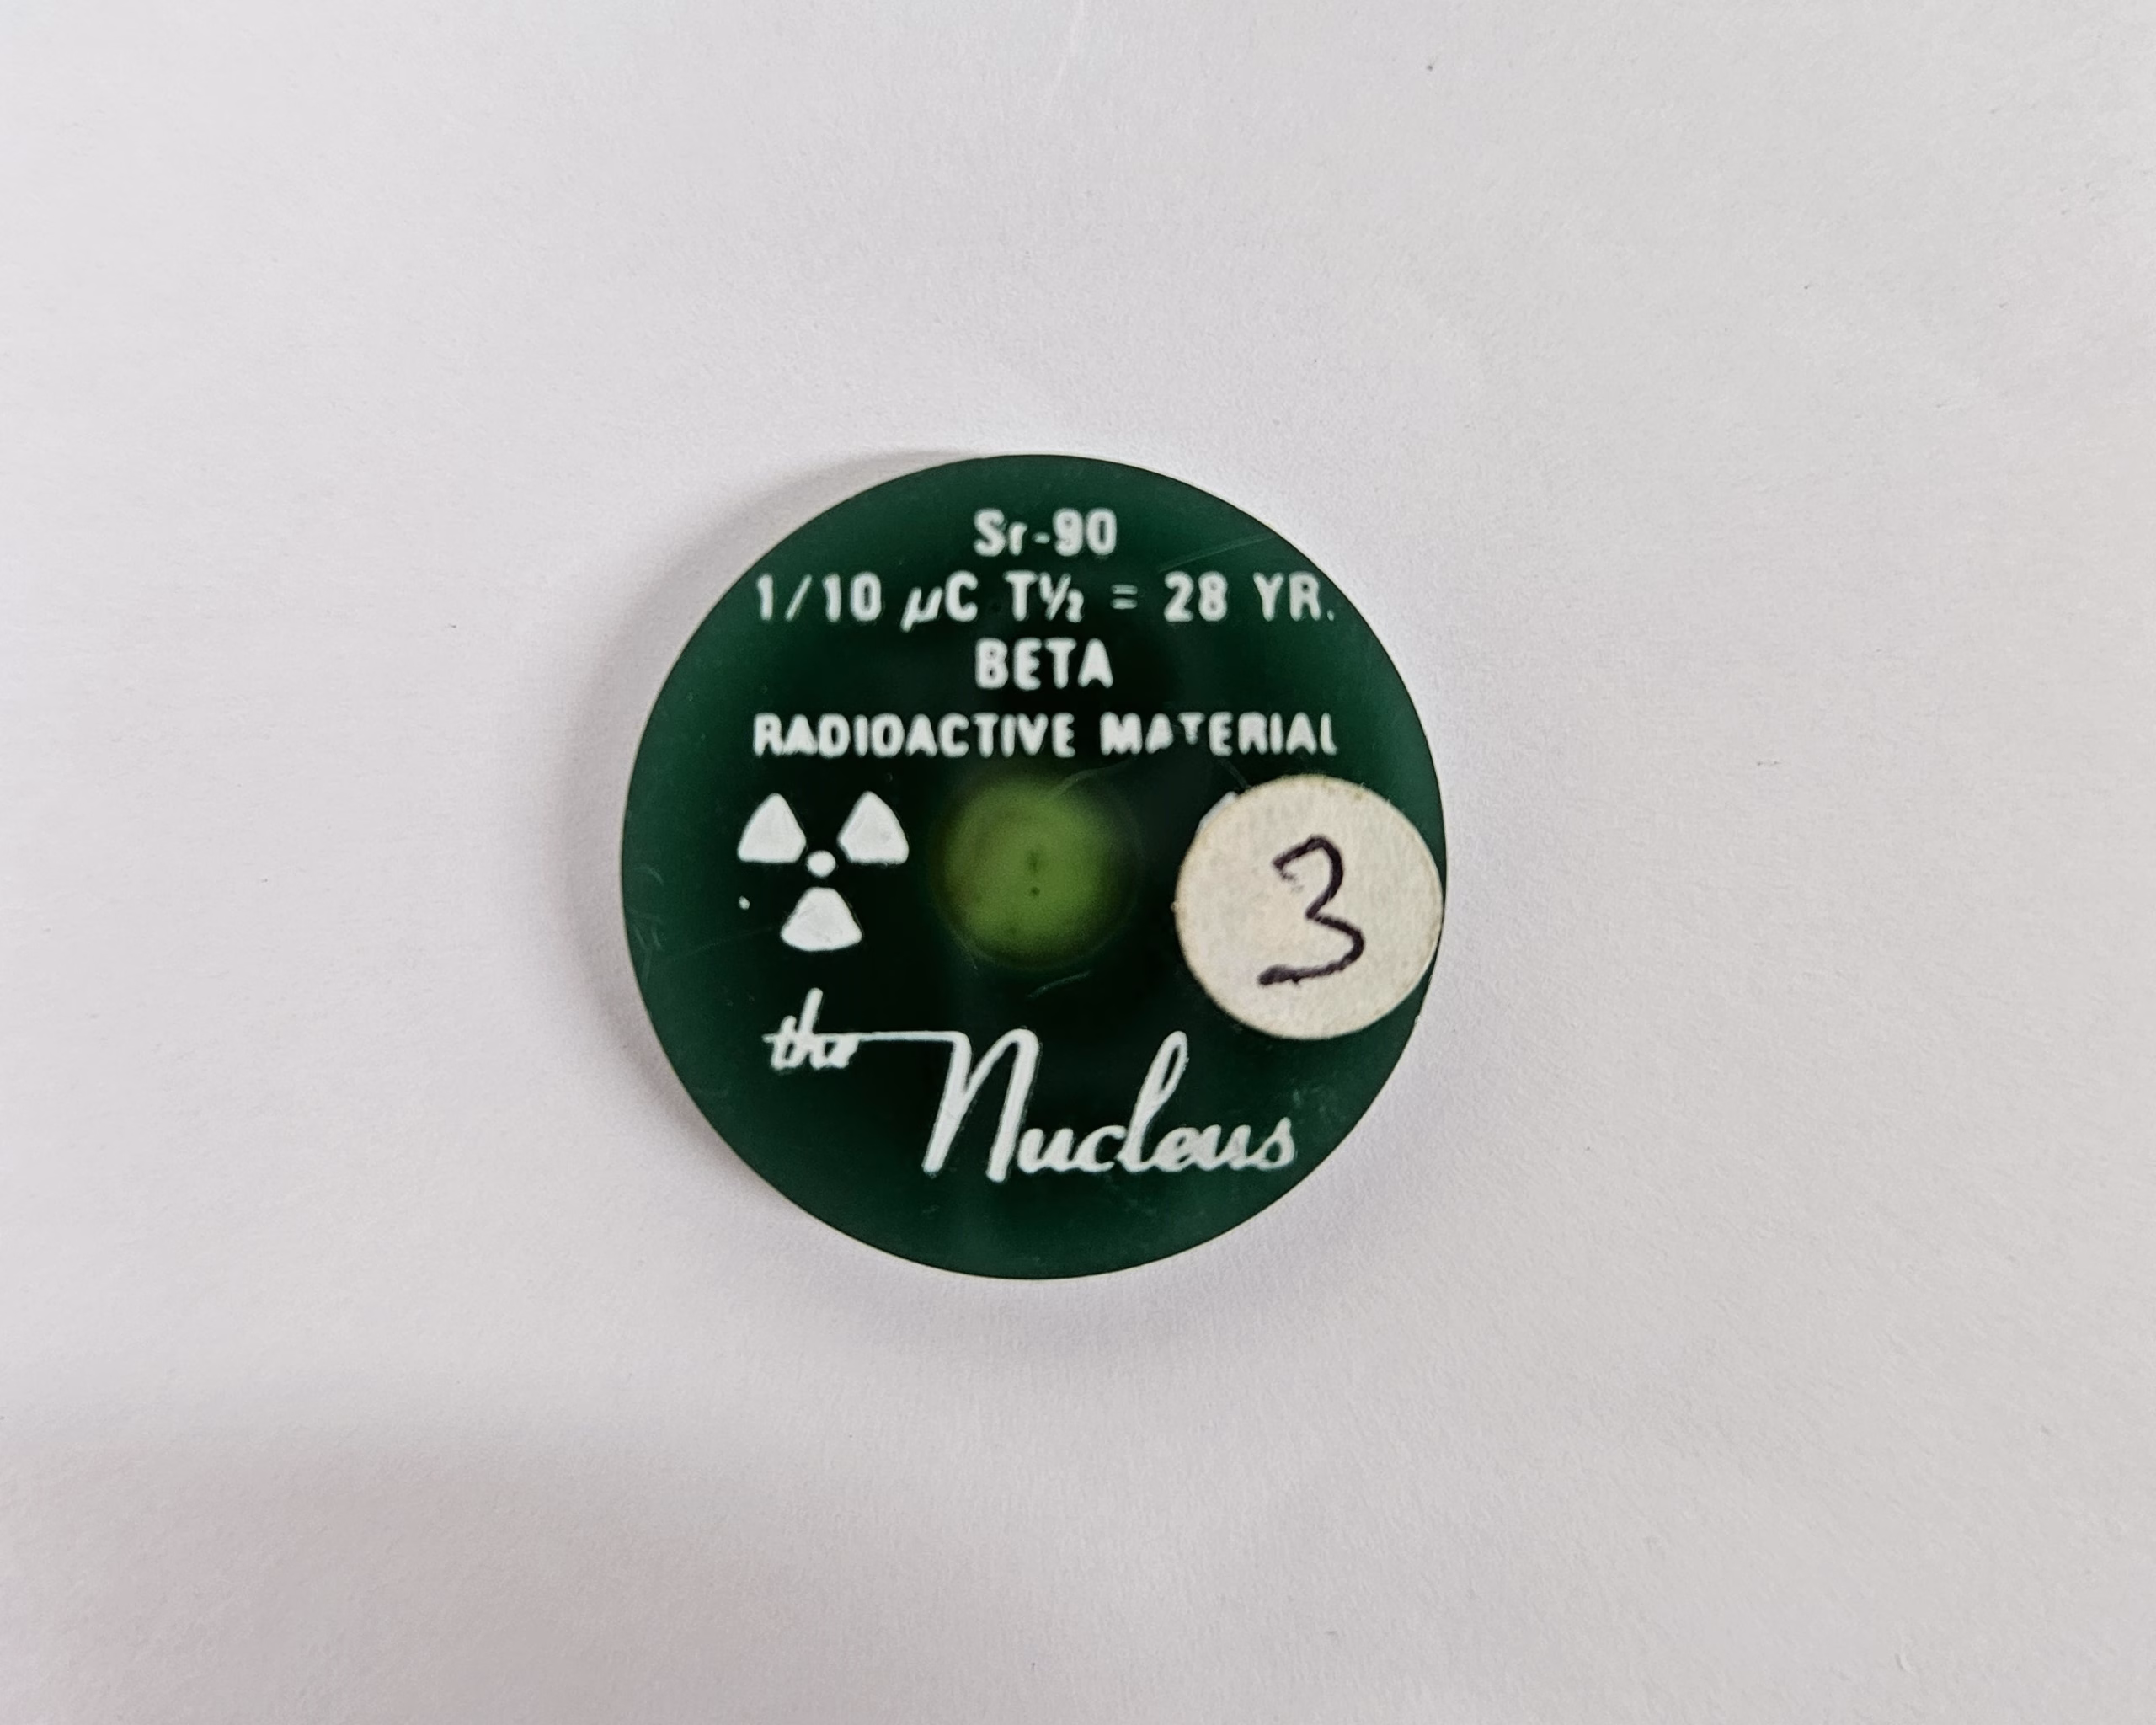 Sr-90
1/10 µC T½ = 28 YR.
BETA
RADIOACTIVE MATERIAL
3
the Nucleus